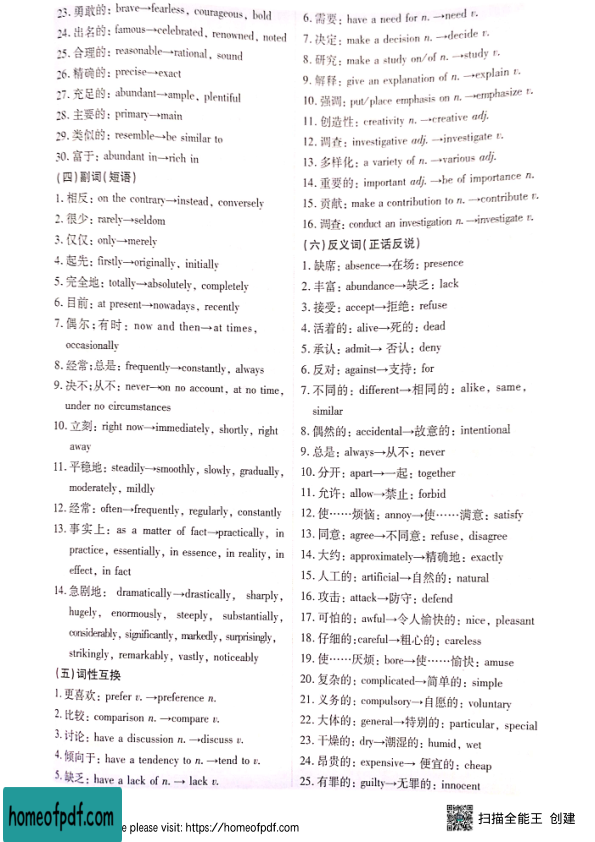 23. 勇敢的: brave→fearless, courageous, bold
24. 出名的: famous→celebrated, renowned, noted
25. 合理的: reasonable→rational, sound
26. 精确的: precise→exact
27. 充足的: abundant→ample, plentiful
28. 主要的: primary→main
29. 类似的: resemble→be similar to
30. 富于: abundant in→rich in
(四)副词(短语)
1. 相反: on the contrary→instead, conversely
2. 很少: rarely→seldom
3. 仅仅: only→merely
4. 起先: firstly→originally, initially
5. 完全地: totally→absolutely, completely
6. 目前: at present→nowadays, recently
7. 偶尔;有时: now and then→at times,
occasionally
8. 经常;总是: frequently→constantly, always
9. 决不;从不: never→on no account, at no time,
under no circumstances
10. 立刻: right now→immediately, shortly, right
away
11. 平稳地: steadily→smoothly, slowly, gradually,
moderately, mildly
12. 经常: often→frequently, regularly, constantly
13. 事实上: as a matter of fact→practically, in
practice, essentially, in essence, in reality, in
effect, in fact
14. 急剧地: dramatically→drastically, sharply,
hugely, enormously, steeply, substantially,
considerably, significantly, markedly, surprisingly,
strikingly, remarkably, vastly, noticeably
(五)词性互换
1. 更喜欢: prefer v. →preference n.
2. 比较: comparison n. →compare v.
3. 讨论: have a discussion n. →discuss v.
4. 倾向于: have a tendency to n. →tend to v.
5. 缺乏: have a lack of n. → lack v.
6. 需要: have a need for n. →need v.
7. 决定: make a decision n. →decide v.
8. 研究: make a study on/of n. →study v.
9. 解释: give an explanation of n. →explain v.
10. 强调: put/place emphasis on n. →emphasize v.
11. 创造性: creativity n. →creative adj.
12. 调查: investigative adj. →investigate v.
13. 多样化: a variety of n. →various adj.
14. 重要的: important adj. →be of importance n.
15. 贡献: make a contribution to n. →contribute v.
16. 调查: conduct an investigation n. →investigate v.
(六)反义词(正话反说)
1. 缺席: absence→在场: presence
2. 丰富: abundance→缺乏: lack
3. 接受: accept→拒绝: refuse
4. 活着的: alive→死的: dead
5. 承认: admit→ 否认: deny
6. 反对: against→支持: for
7. 不同的: different→相同的: alike, same,
similar
8. 偶然的: accidental→故意的: intentional
9. 总是: always→从不: never
10. 分开: apart→一起: together
11. 允许: allow→禁止: forbid
12. 使……烦恼: annoy→使……满意: satisfy
13. 同意: agree→不同意: refuse, disagree
14. 大约: approximately→精确地: exactly
15. 人工的: artificial→自然的: natural
16. 攻击: attack→防守: defend
17. 可怕的: awful→令人愉快的: nice, pleasant
18. 仔细的:careful→粗心的: careless
19. 使……厌烦: bore→使……愉快: amuse
20. 复杂的: complicated→简单的: simple
21. 义务的: compulsory→自愿的: voluntary
22. 大体的: general→特别的: particular, special
23. 干燥的: dry→潮湿的: humid, wet
24. 昂贵的: expensive→ 便宜的: cheap
25. 有罪的: guilty→无罪的: innocent
homeofpdf.com
e please visit: https://homeofpdf.com
扫描全能王 创建